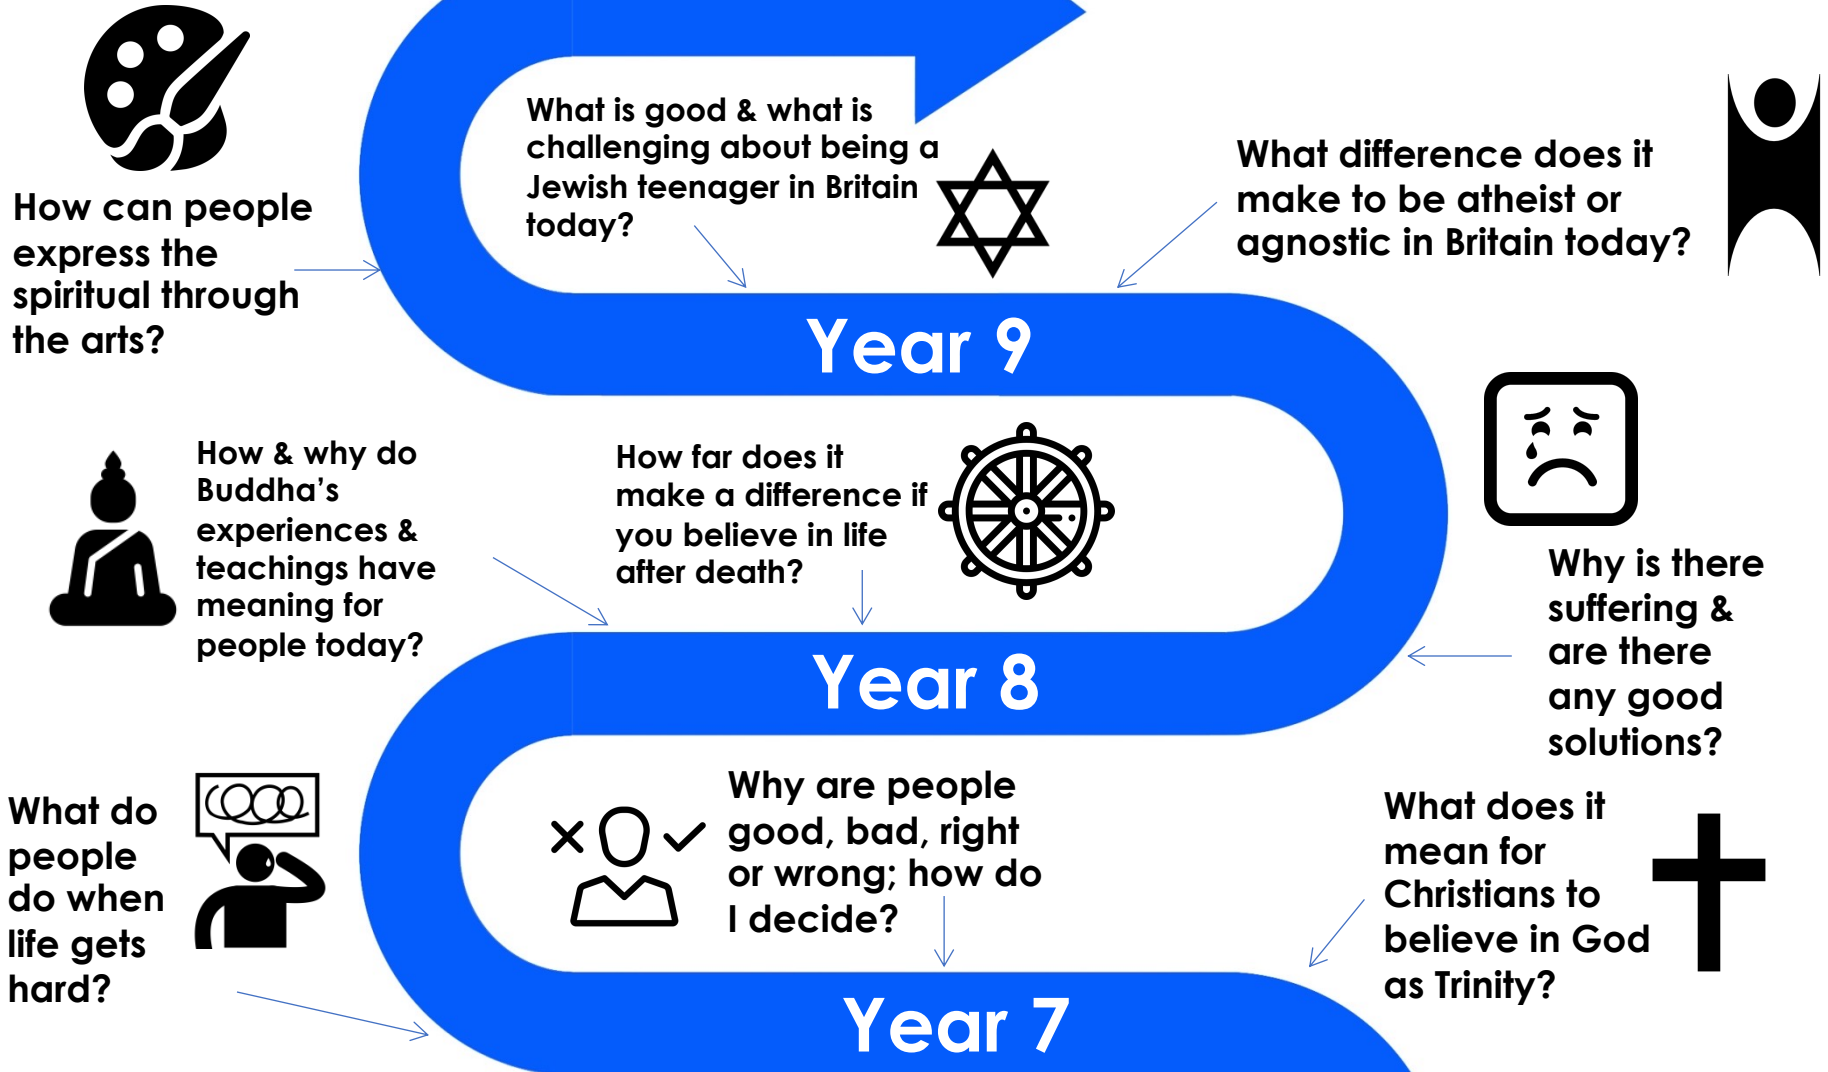 How can people
express the
spiritual through
the arts?
What is good & what is
challenging about being a
Jewish teenager in Britain
today?
What difference does it
make to be atheist or
agnostic in Britain today?
Year 9
How & why do
Buddha’s
experiences &
teachings have
meaning for
people today?
How far does it
make a difference if
you believe in life
after death?
Why is there
suffering &
are there
any good
solutions?
Year 8
What do
people
do when
life gets
hard?
Why are people
good, bad, right
or wrong; how do
I decide?
What does it
mean for
Christians to
believe in God
as Trinity?
Year 7